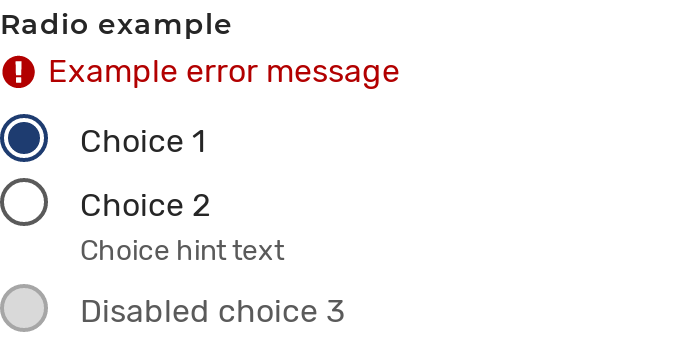 Radio example
Example error message
Choice 1
Choice 2
Choice hint text
Disabled choice 3